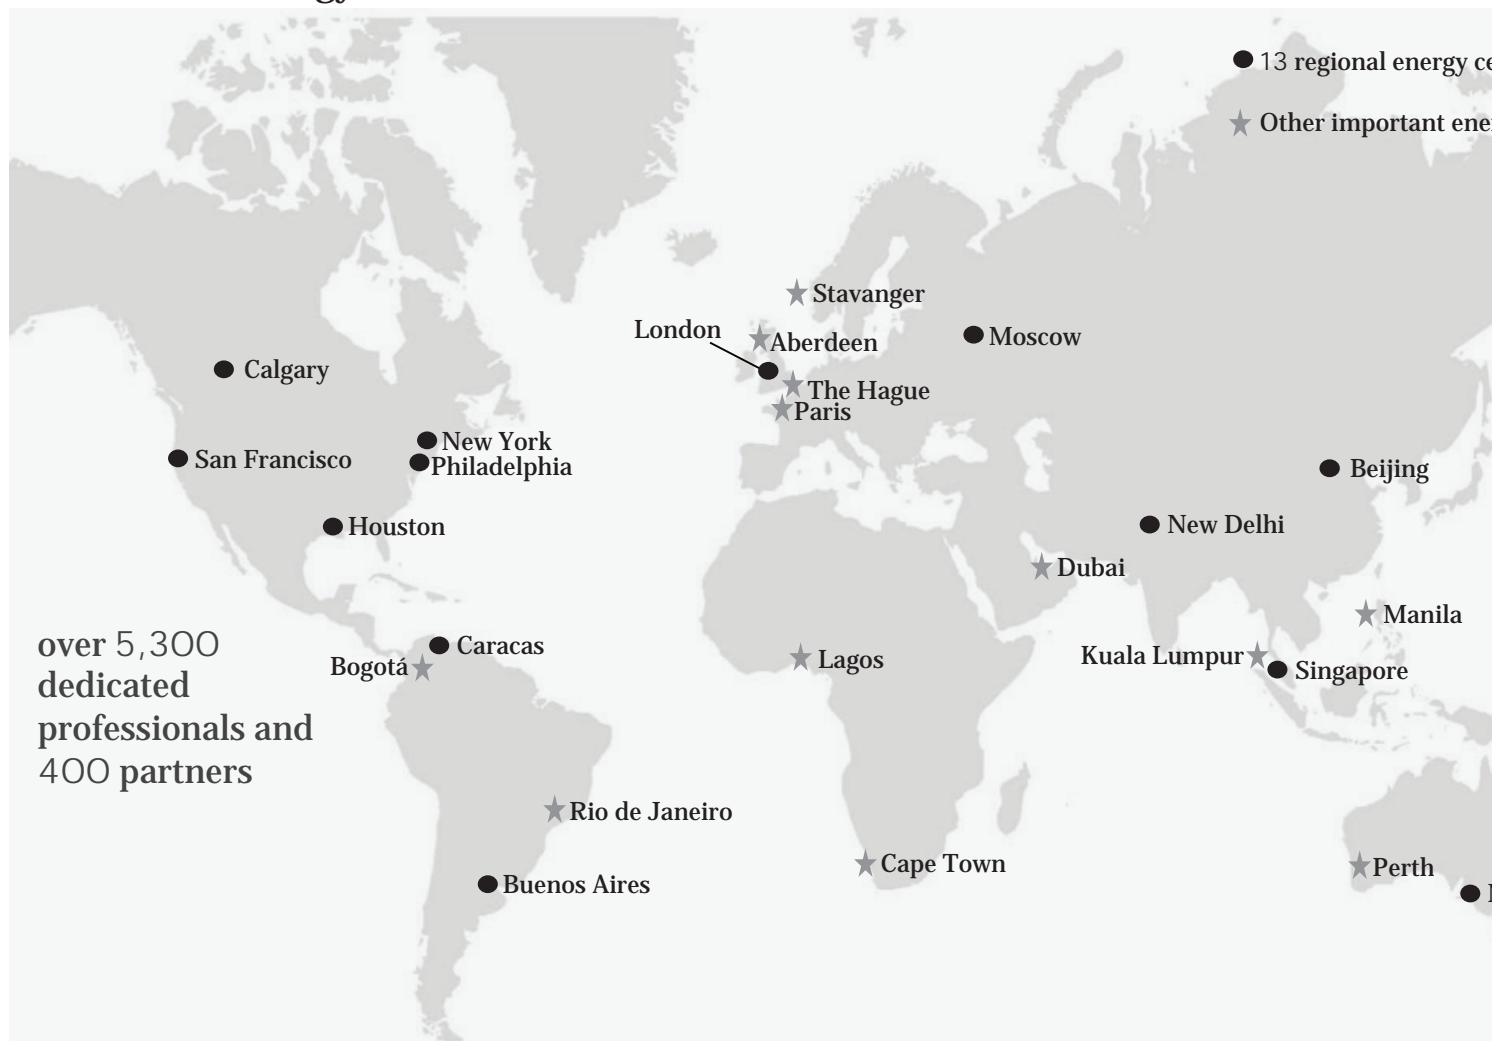 13 regional energy
Other important
Stavanger
London
Aberdeen
Moscow
Calgary
The Hague
Paris
New York
San Francisco
Philadelphia
Beijing
Houston
New Delhi
Dubai
Manila
over 5,300
dedicated
professionals and
400 partners
Caracas
Bogotá
Lagos
Kuala Lumpur
Singapore
Rio de Janeiro
Cape Town
Perth
Buenos Aires